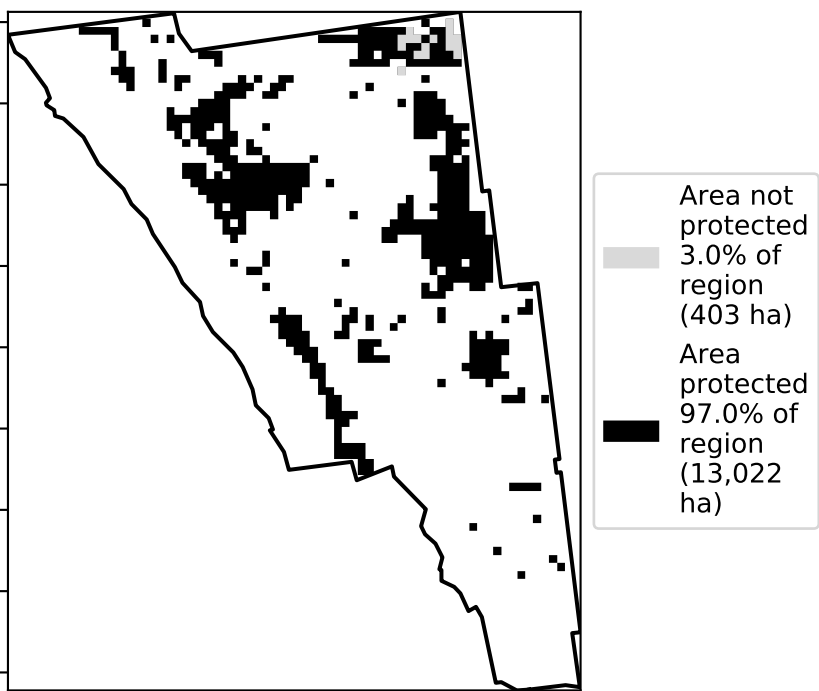 Area not
protected
3.0% of
region
(403 ha)
Area
protected
97.0% of
region
(13,022
ha)